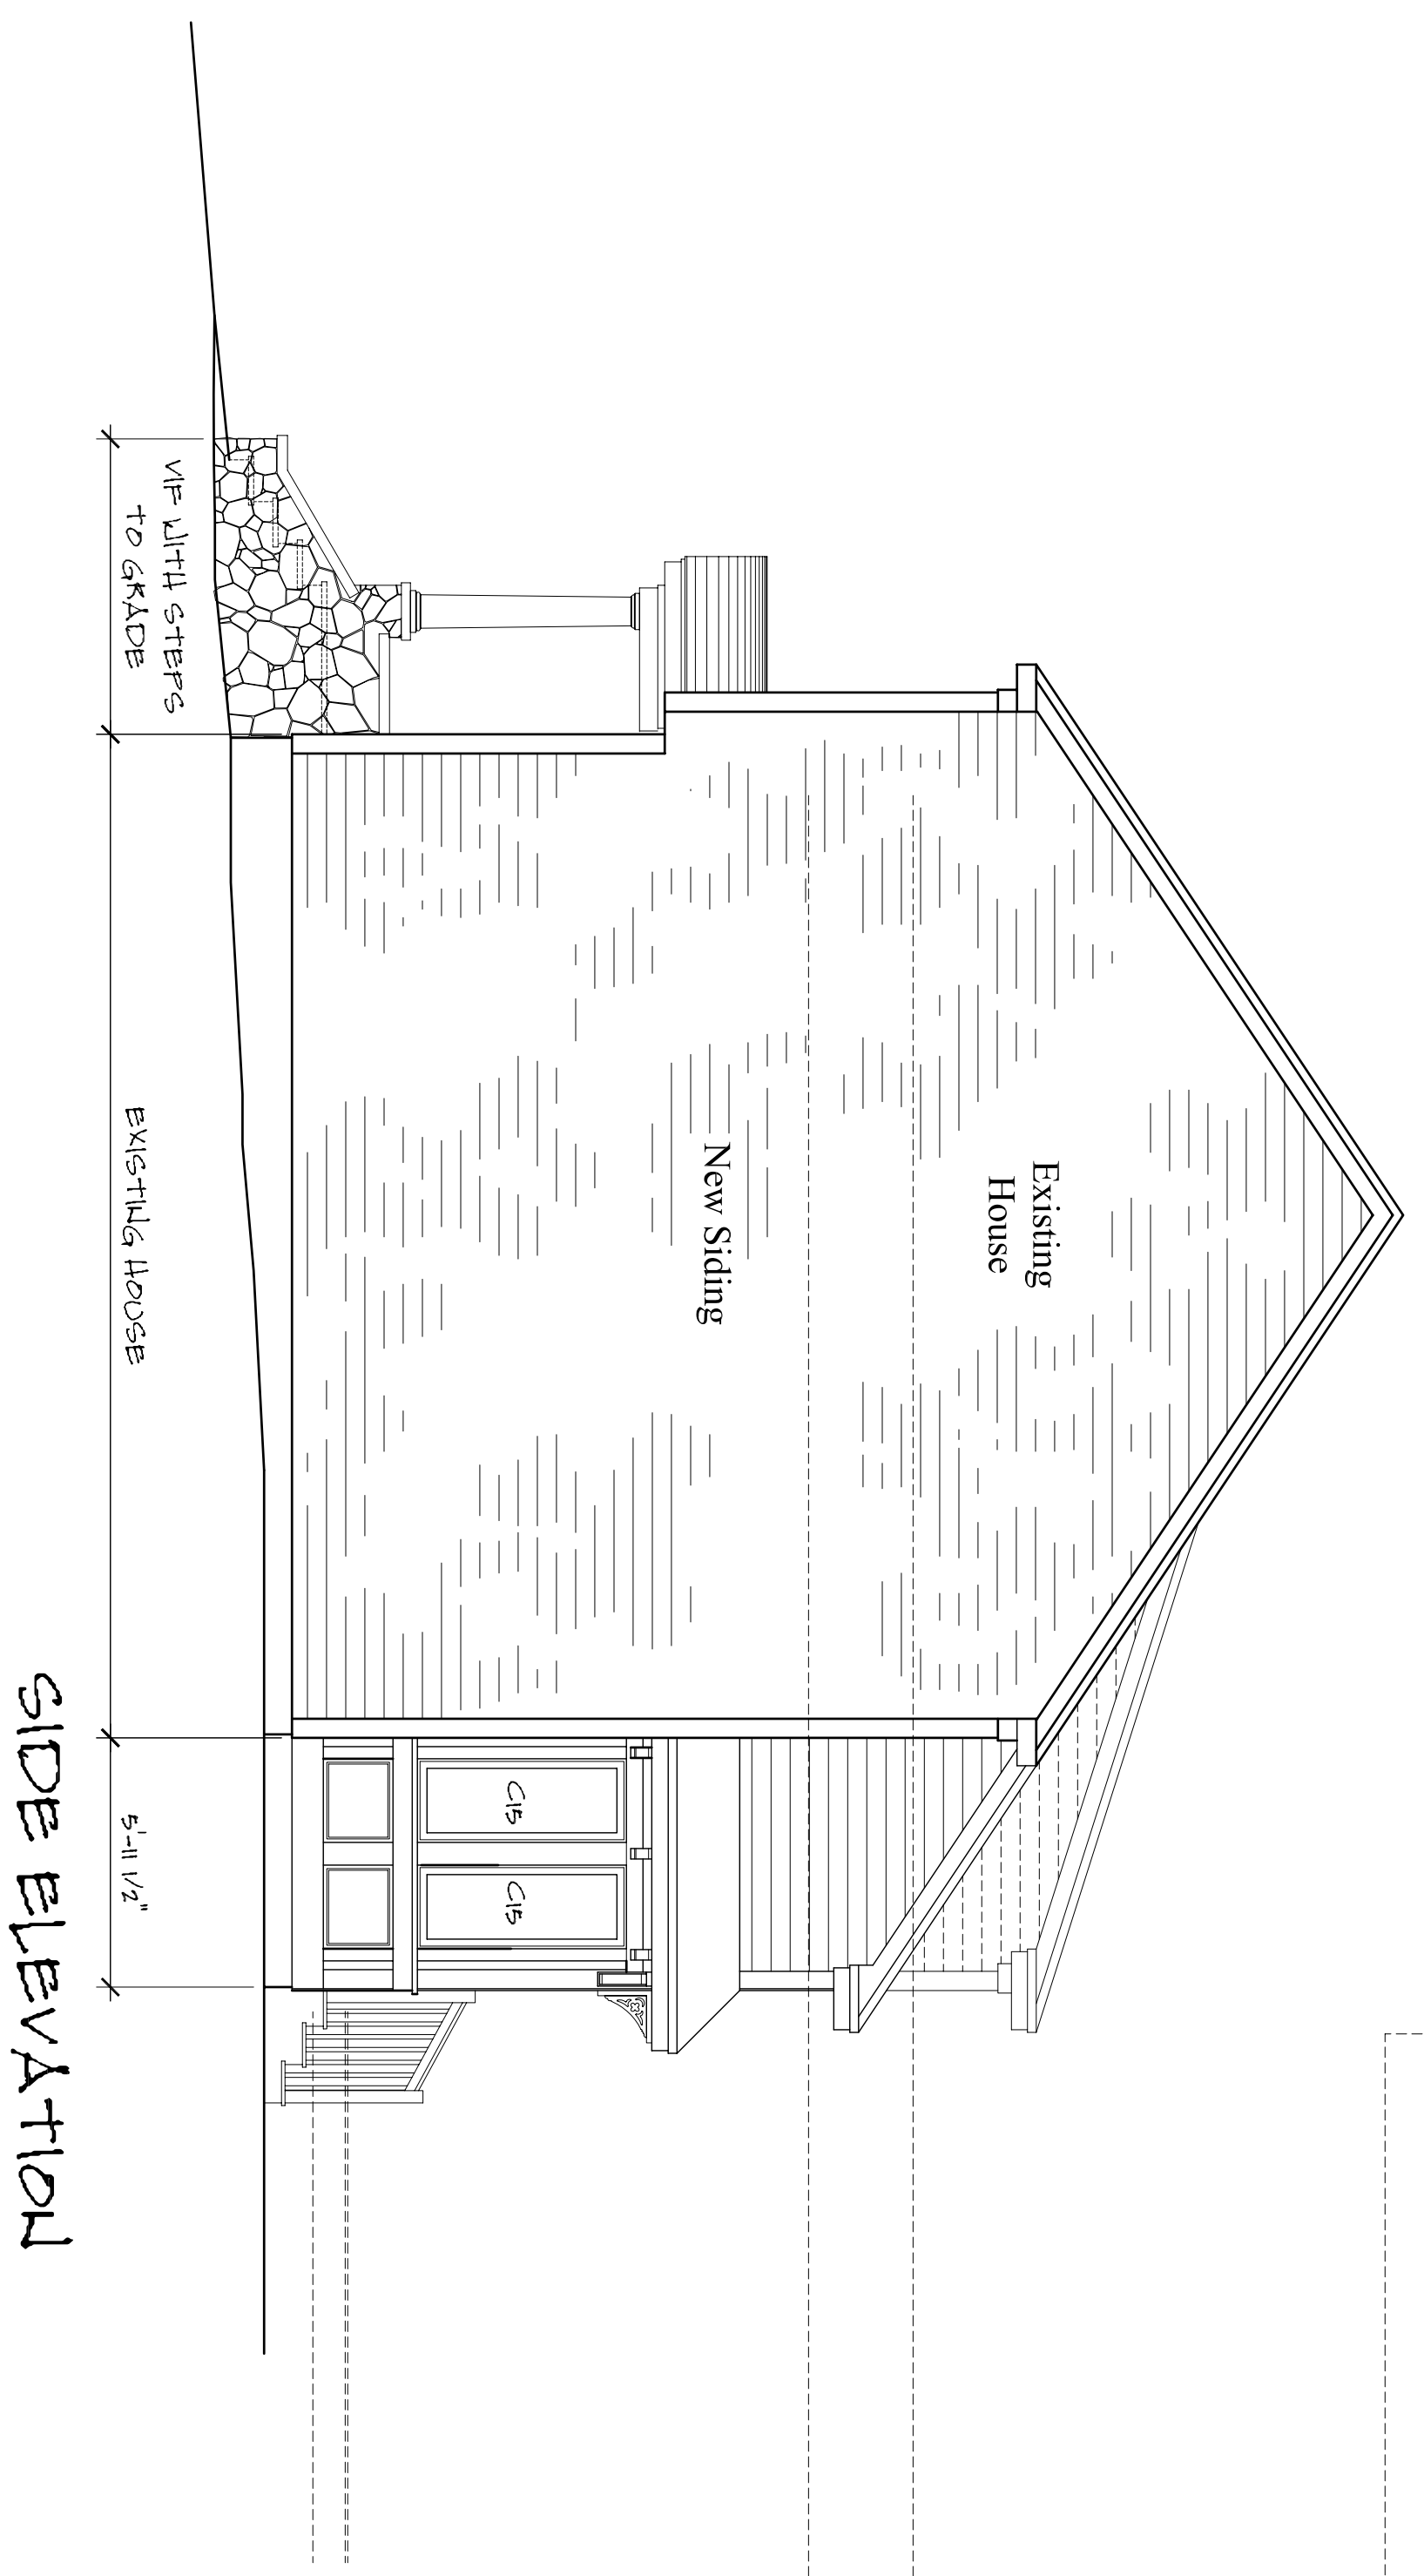 Existing
House
New Siding
C15
C15
VIF WITH STEPS
TO GRADE
EXISTING HOUSE
5'-11 1/2"
SIDE ELEVATION